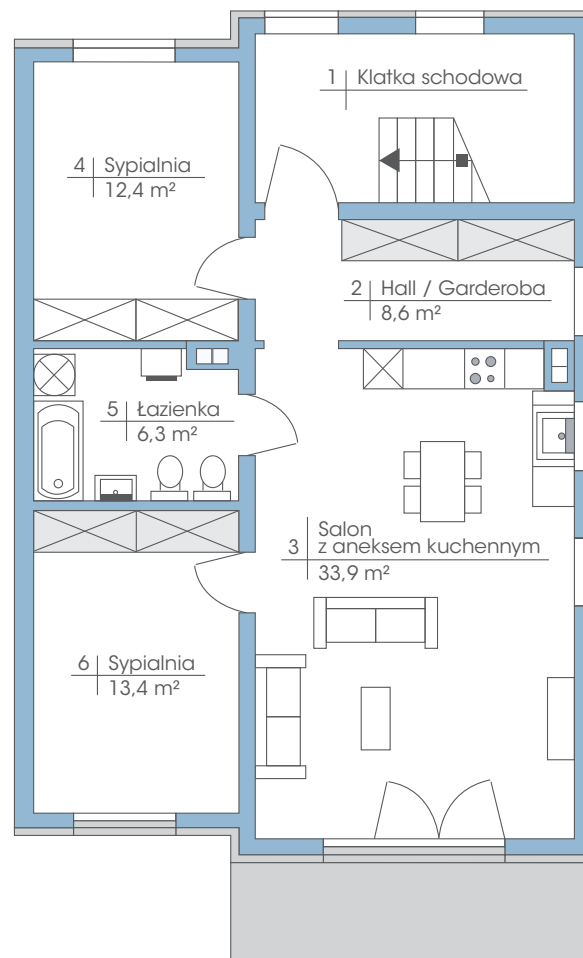 1 Klatka schodowa
4 Sypialnia
12,4 m²
2 Hall / Garderoba
8,6 m²
5 Łazienka
6,3 m²
Salon
3 z aneksem kuchennym
33,9 m²
6 Sypialnia
13,4 m²